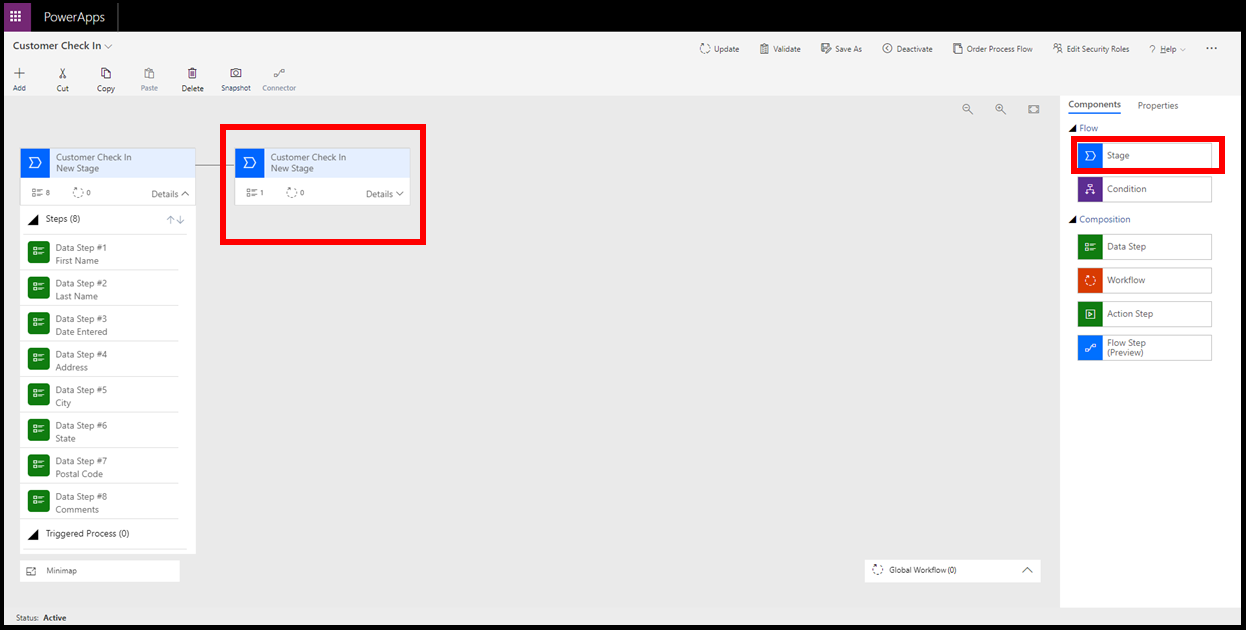 PowerApps
Customer Check In
Update
Validate
Save As
Deactivate
Order Process Flow
Edit Security Roles
? Help
...
Add
Cut
Copy
Paste
Delete
Snapshot
Connector
Customer Check In
New Stage
8
0
Details
Steps (8)
Data Step #1
First Name
Data Step #2
Last Name
Data Step #3
Date Entered
Data Step #4
Address
Data Step #5
City
Data Step #6
State
Data Step #7
Postal Code
Data Step #8
Comments
Triggered Process (0)
Minimap
Customer Check In
New Stage
1
0
Details
Global Workflow (0)
Components
Properties
Flow
Stage
Condition
Composition
Data Step
Workflow
Action Step
Flow Step
(Preview)
Status: Active